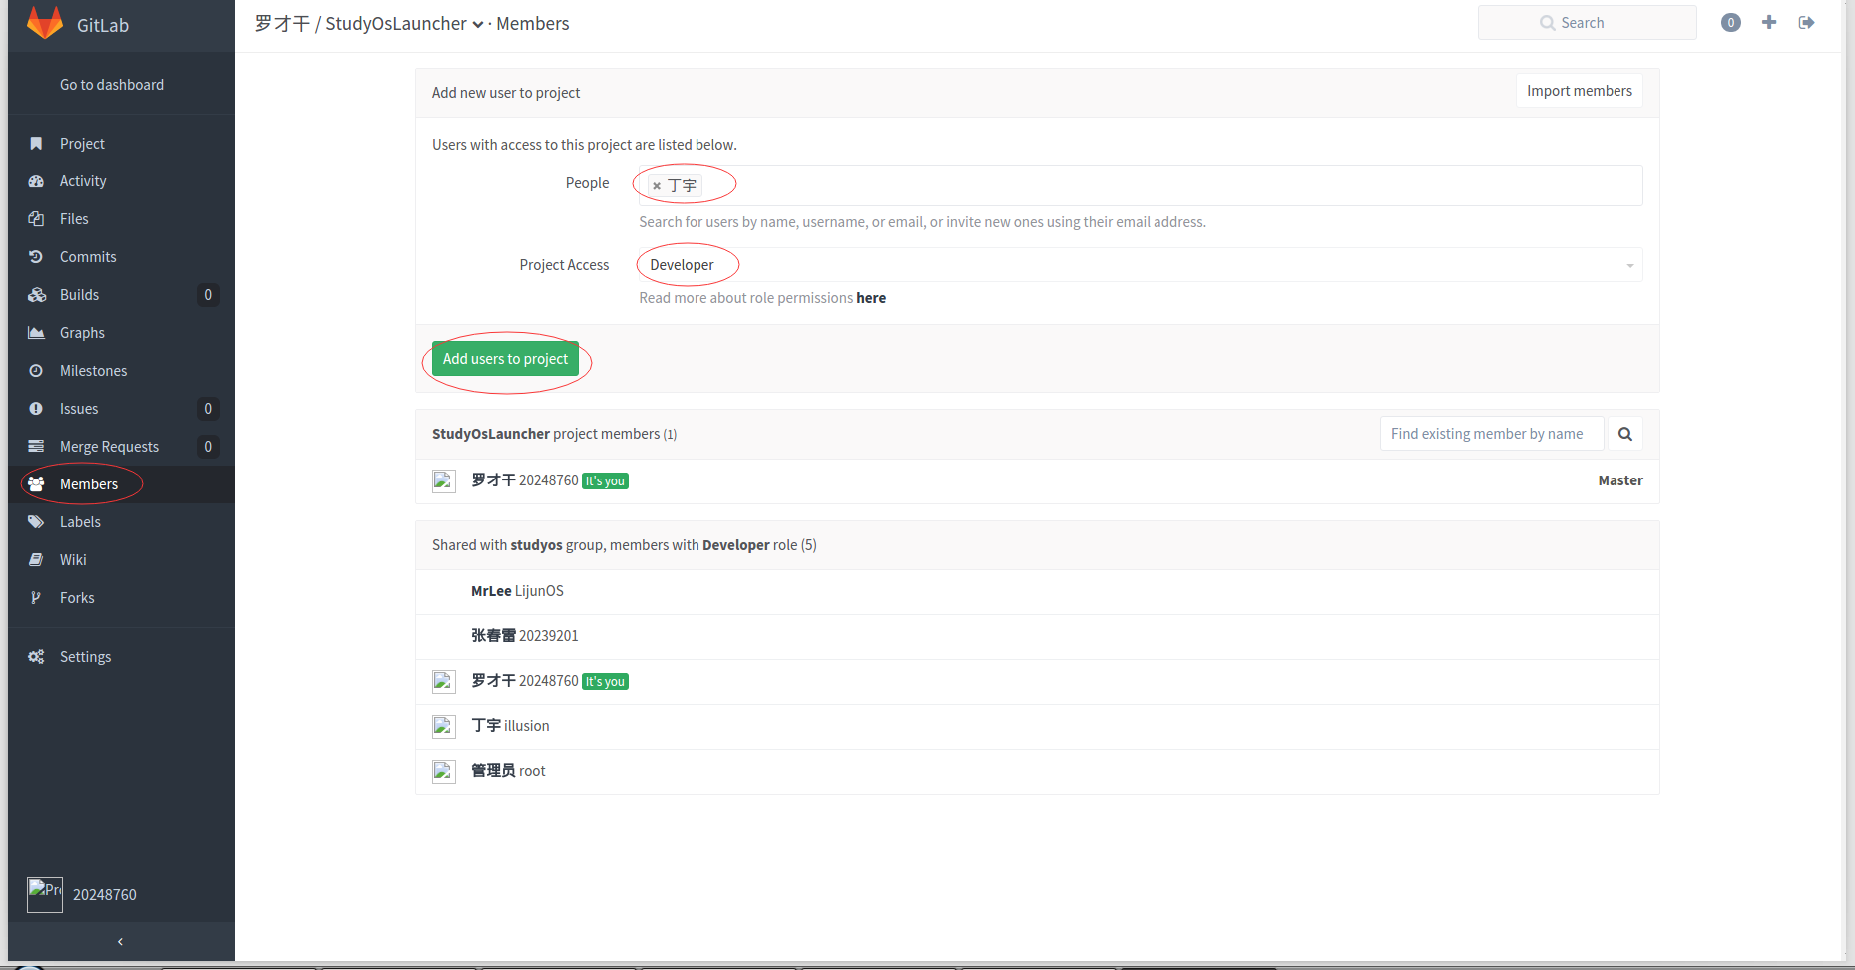 GitLab
罗才干 / StudyOsLauncher · Members
Search
0
Go to dashboard
Project
Activity
Files
Commits
Builds 0
Graphs
Milestones
Issues 0
Merge Requests 0
Members
Labels
Wiki
Forks
Settings
20248760
Add new user to project
Import members
Users with access to this project are listed below.
People
× 丁宇
Search for users by name, username, or email, or invite new ones using their email address.
Project Access
Developer
Read more about role permissions here
Add users to project
StudyOsLauncher project members (1)
Find existing member by name
罗才干 20248760 It's you
Master
Shared with studyos group, members with Developer role (5)
MrLee LijunOS
张春雷 20239201
罗才干 20248760 It's you
丁宇 illusion
管理员 root